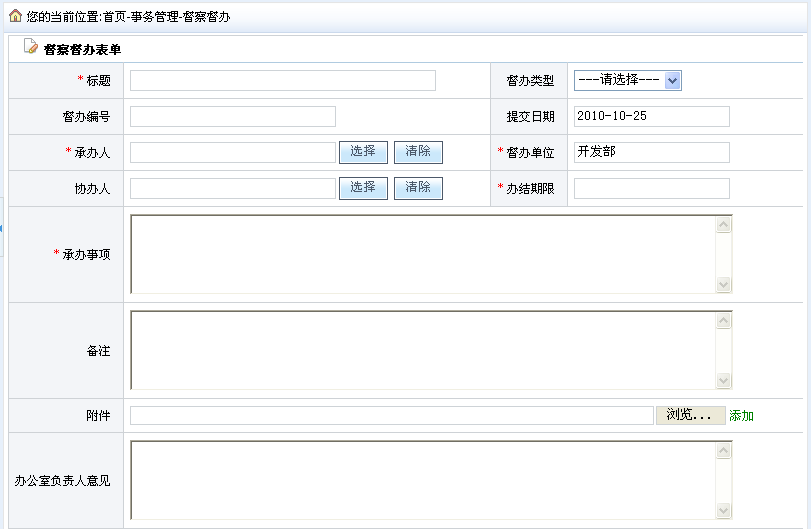 您的当前位置:首页-事务管理-督察督办
督察督办表单
* 标题 督办类型 ---请选择---
督办编号 提交日期 2010-10-25
* 承办人 选择 清除 * 督办单位 开发部
协办人 选择 清除 * 办结期限
* 承办事项
备注
附件 浏览... 添加
办公室负责人意见